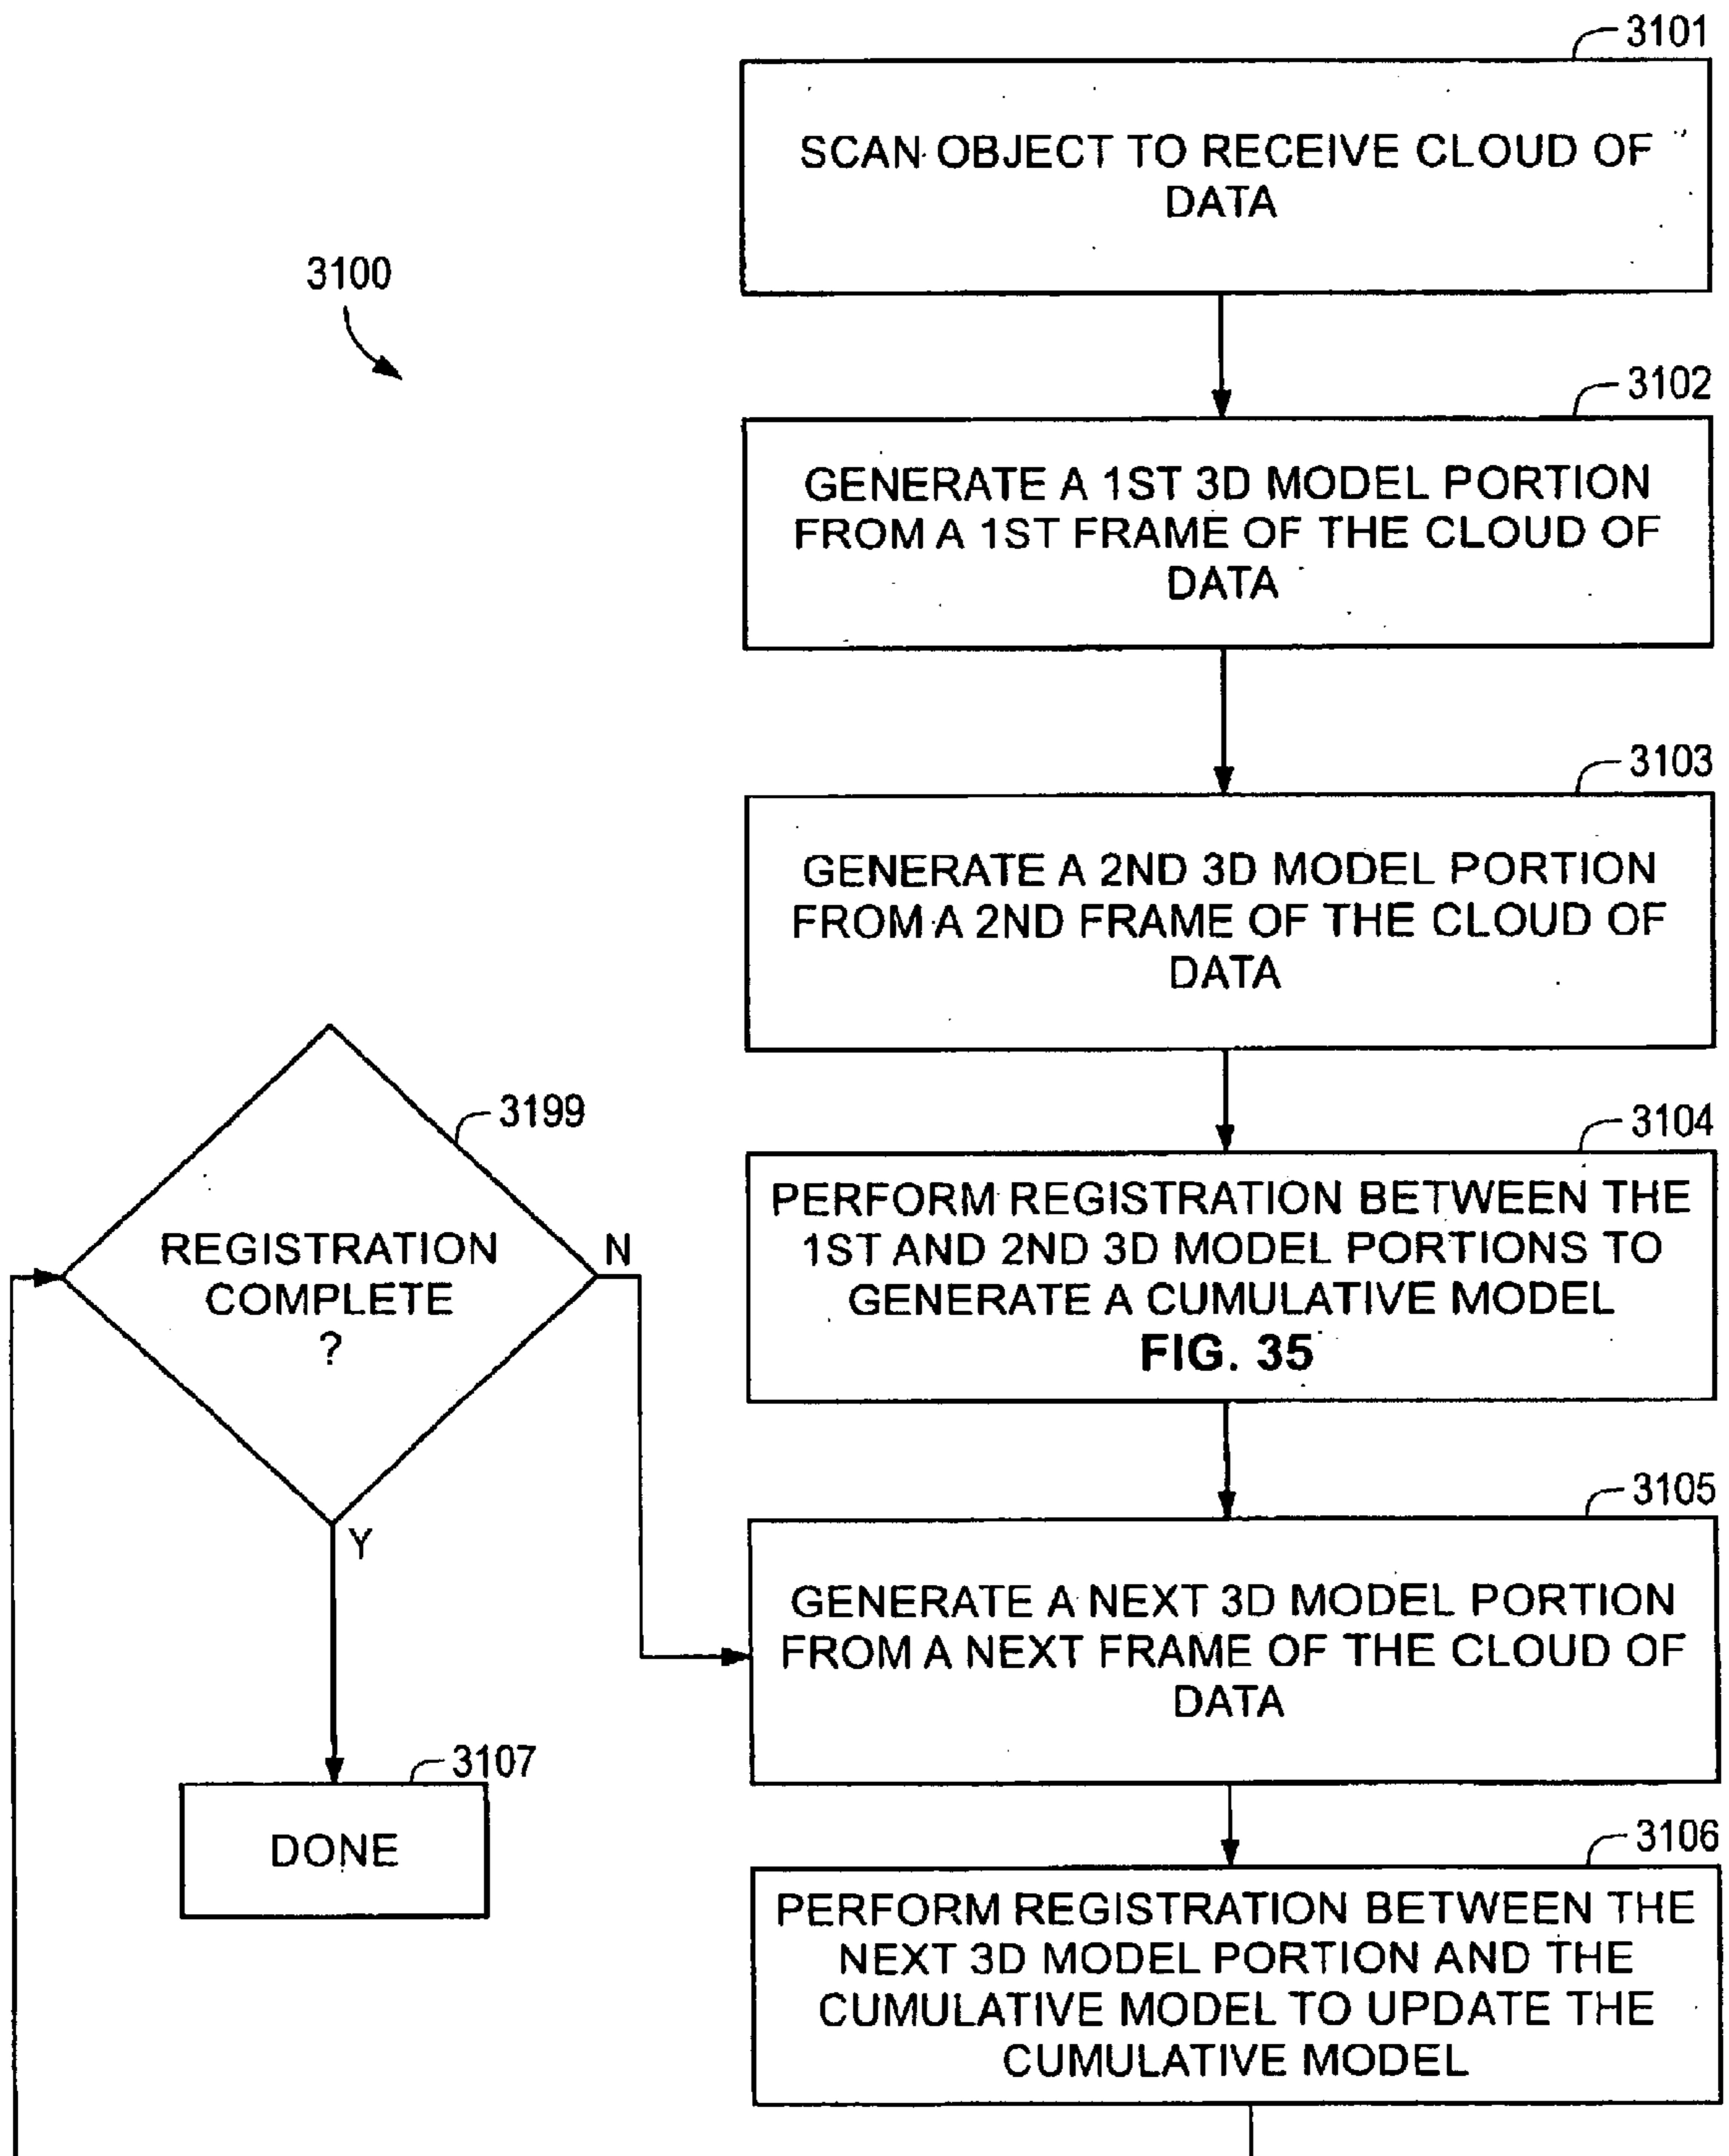 3101
SCAN OBJECT TO RECEIVE CLOUD OF
DATA
3100
3102
GENERATE A 1ST 3D MODEL PORTION
FROM A 1ST FRAME OF THE CLOUD OF
DATA
3103
GENERATE A 2ND 3D MODEL PORTION
FROM A 2ND FRAME OF THE CLOUD OF
DATA
3104
PERFORM REGISTRATION BETWEEN THE
1ST AND 2ND 3D MODEL PORTIONS TO
GENERATE A CUMULATIVE MODEL
FIG. 35
3105
GENERATE A NEXT 3D MODEL PORTION
FROM A NEXT FRAME OF THE CLOUD OF
DATA
3106
PERFORM REGISTRATION BETWEEN THE
NEXT 3D MODEL PORTION AND THE
CUMULATIVE MODEL TO UPDATE THE
CUMULATIVE MODEL
3199
REGISTRATION
COMPLETE
?
N
Y
3107
DONE